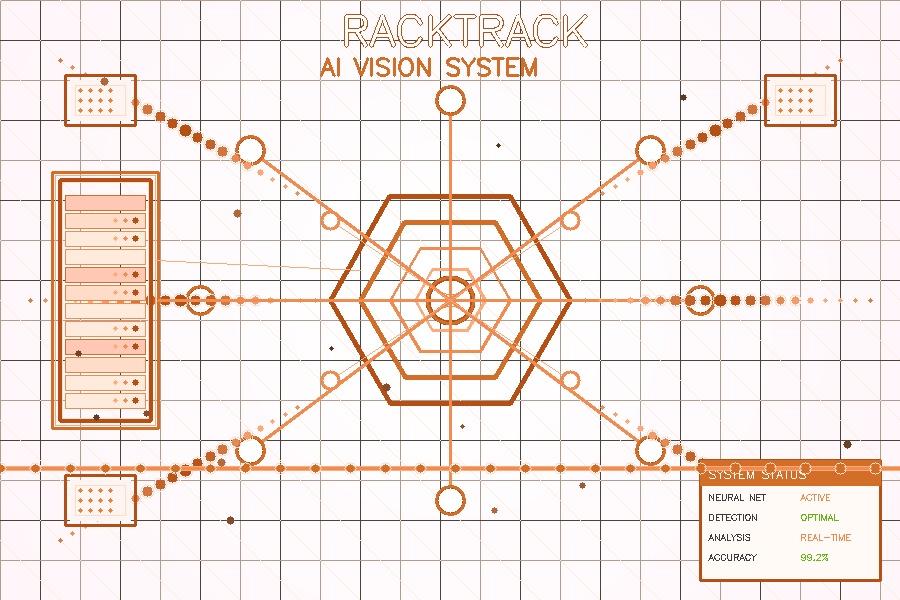 RACKTRACK
AI VISION SYSTEM
SYSTEM STATUS
NEURAL NET ACTIVE
DETECTION OPTIMAL
ANALYSIS REAL-TIME
ACCURACY 99.2%